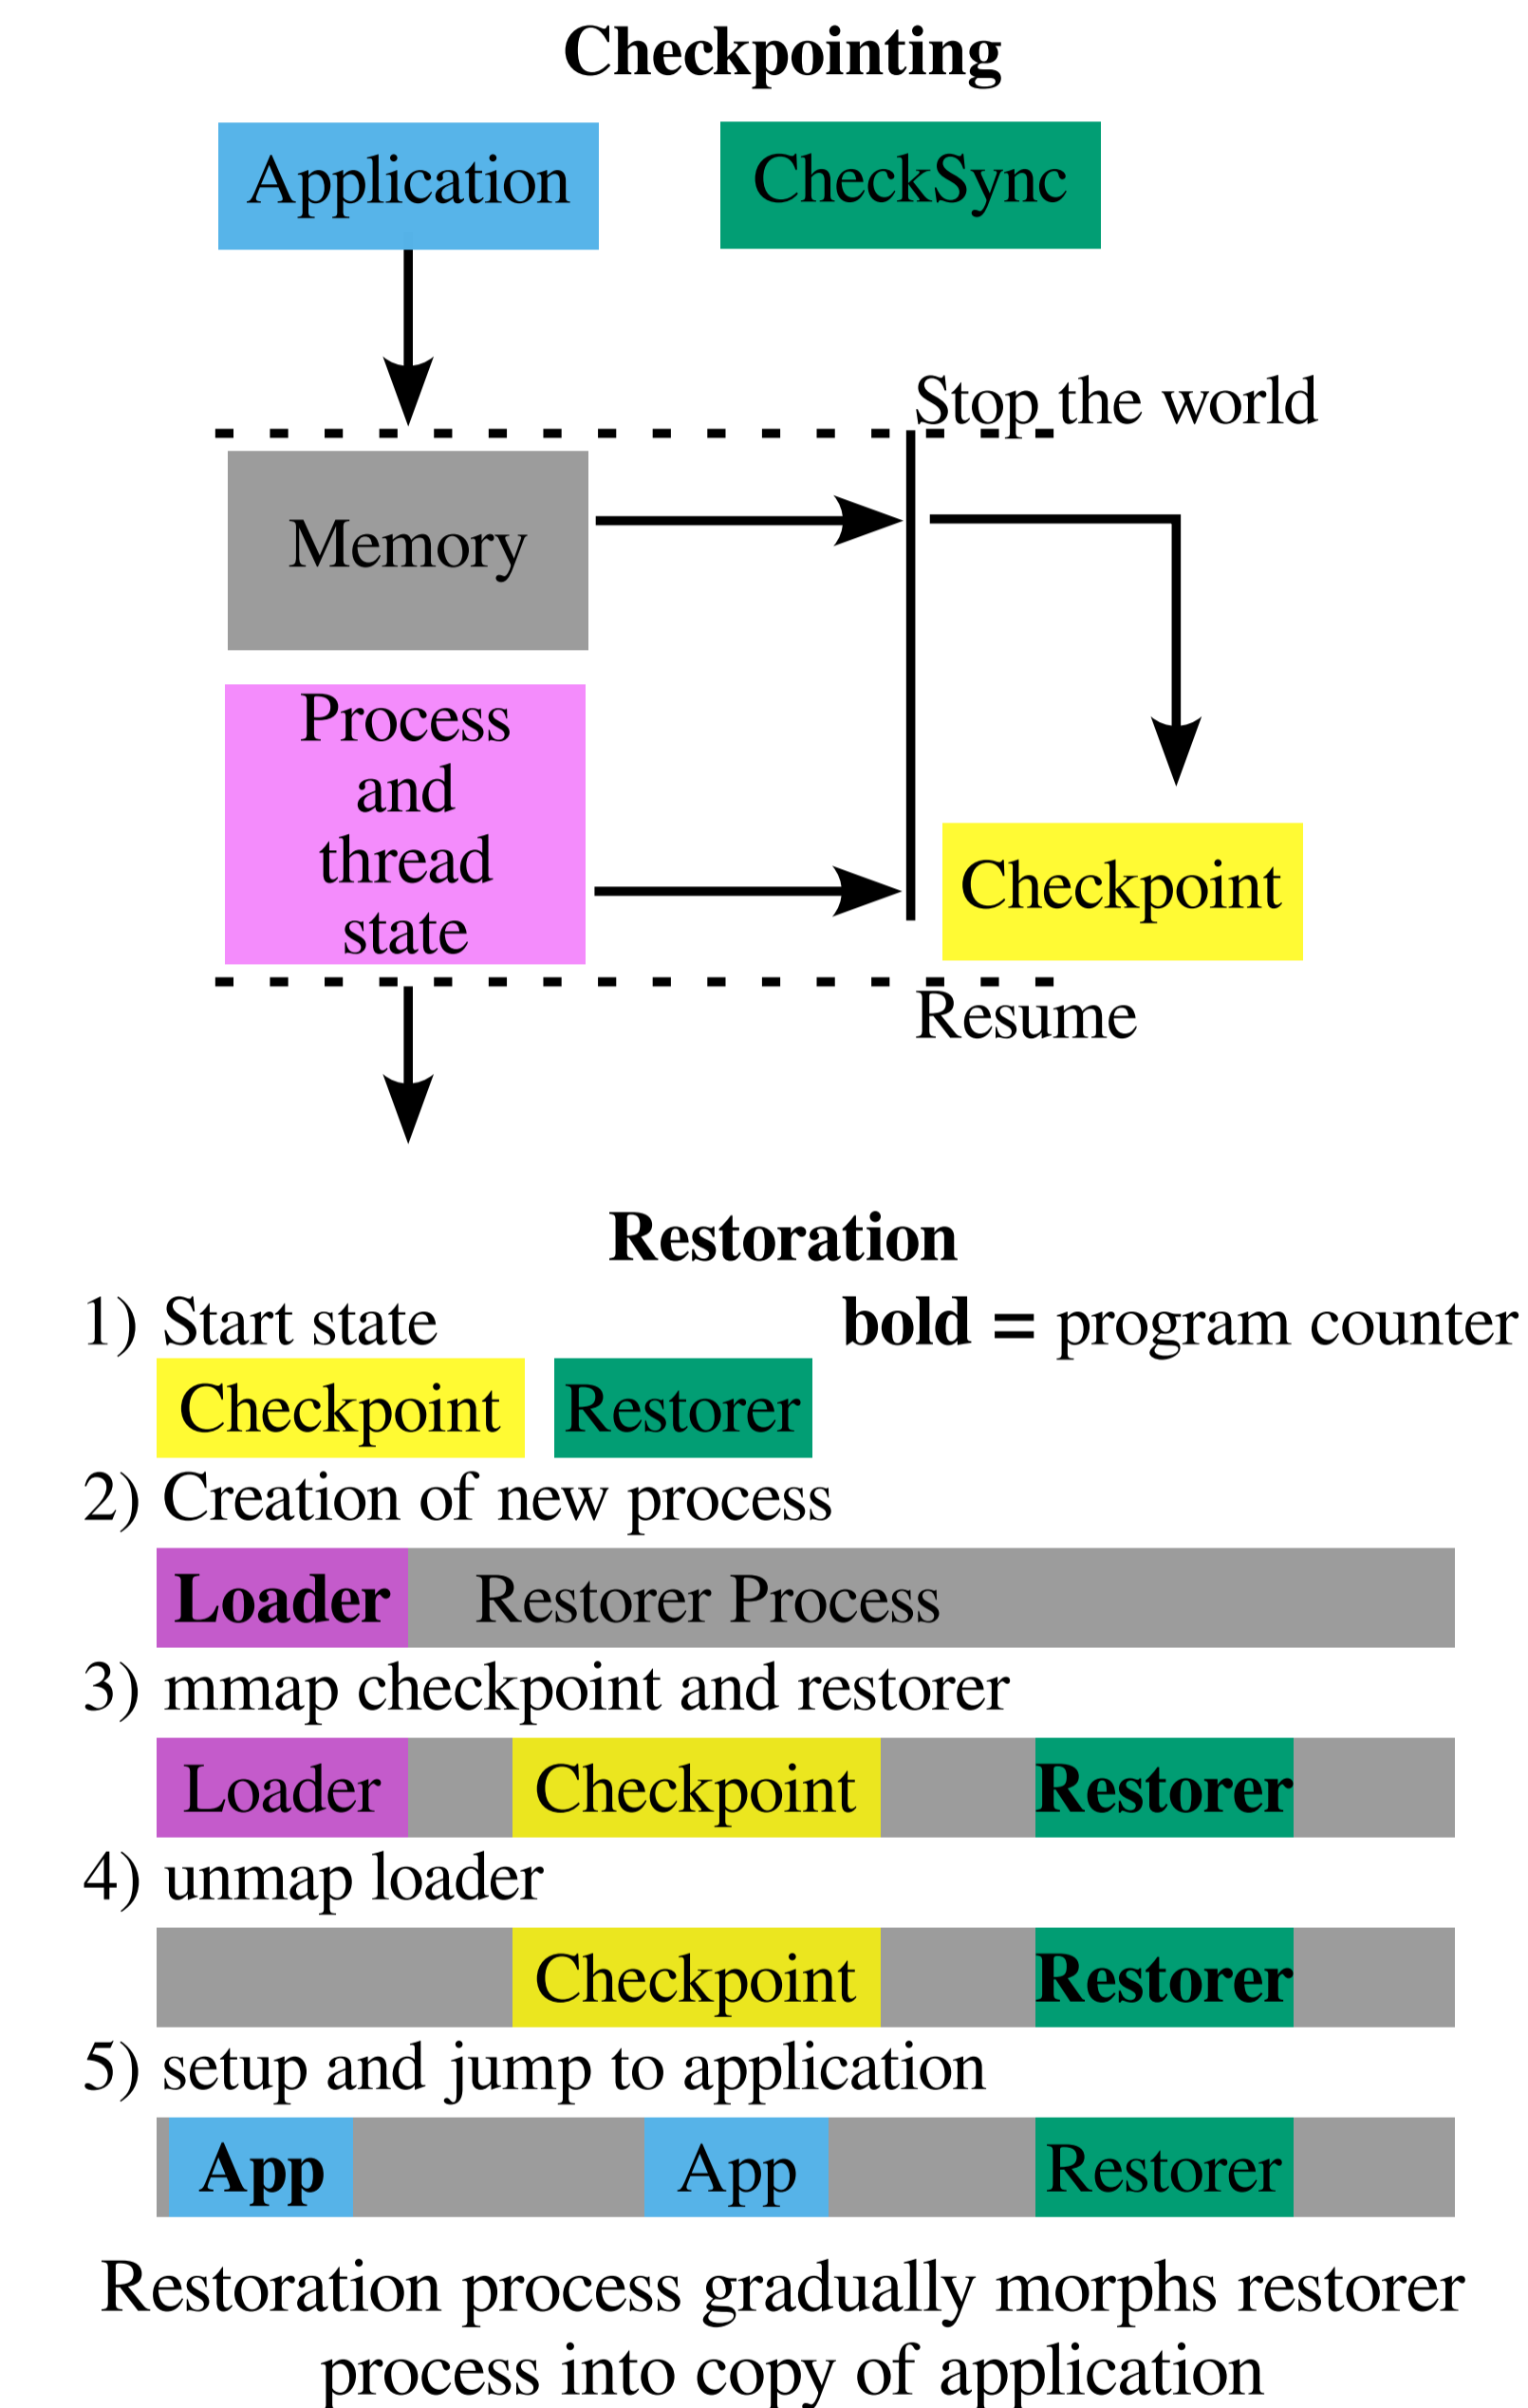 Checkpointing
Application
CheckSync
Stop the world
Memory
Process
and
thread
state
Checkpoint
Resume
Restoration
1) Start state
bold = program counter
Checkpoint
Restorer
2) Creation of new process
Loader
Restorer Process
3) mmap checkpoint and restorer
Loader
Checkpoint
Restorer
4) unmap loader
Checkpoint
Restorer
5) setup and jump to application
App
App
Restorer
Restoration process gradually morphs restorer
process into copy of application